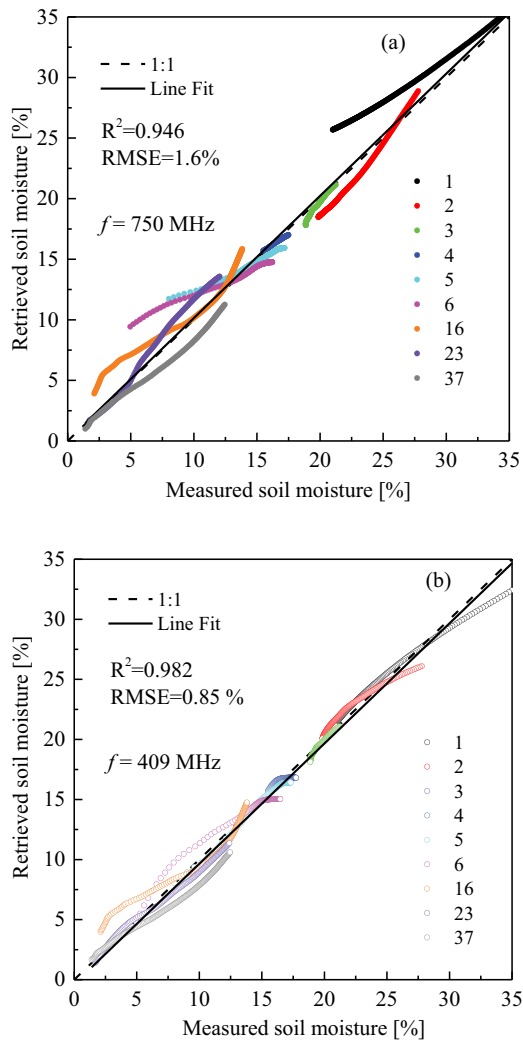 (a)
1:1
Line Fit
R²=0.946
RMSE=1.6%
f = 750 MHz
1
2
3
4
5
6
16
23
37
35
30
25
20
15
10
5
0
Retrieved soil moisture [%]
0 5 10 15 20 25 30 35
Measured soil moisture [%]
(b)
1:1
Line Fit
R²=0.982
RMSE=0.85 %
f = 409 MHz
1
2
3
4
5
6
16
23
37
35
30
25
20
15
10
5
0
Retrieved soil moisture [%]
0 5 10 15 20 25 30 35
Measured soil moisture [%]